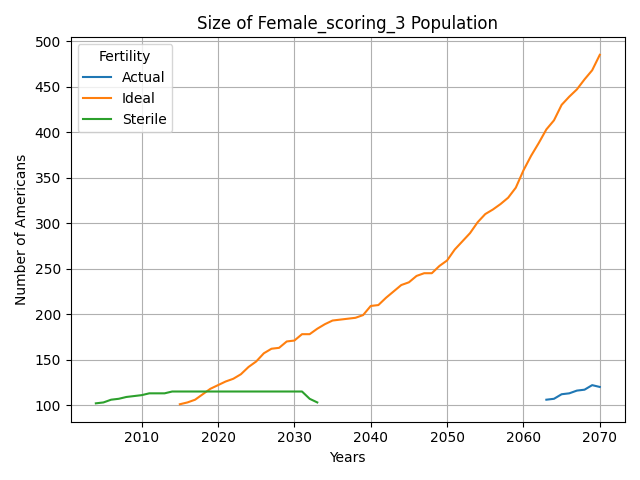 Size of Female_scoring_3 Population
Fertility
Actual
Ideal
Sterile
Number of Americans
500
450
400
350
300
250
200
150
100
2010
2020
2030
2040
2050
2060
2070
Years